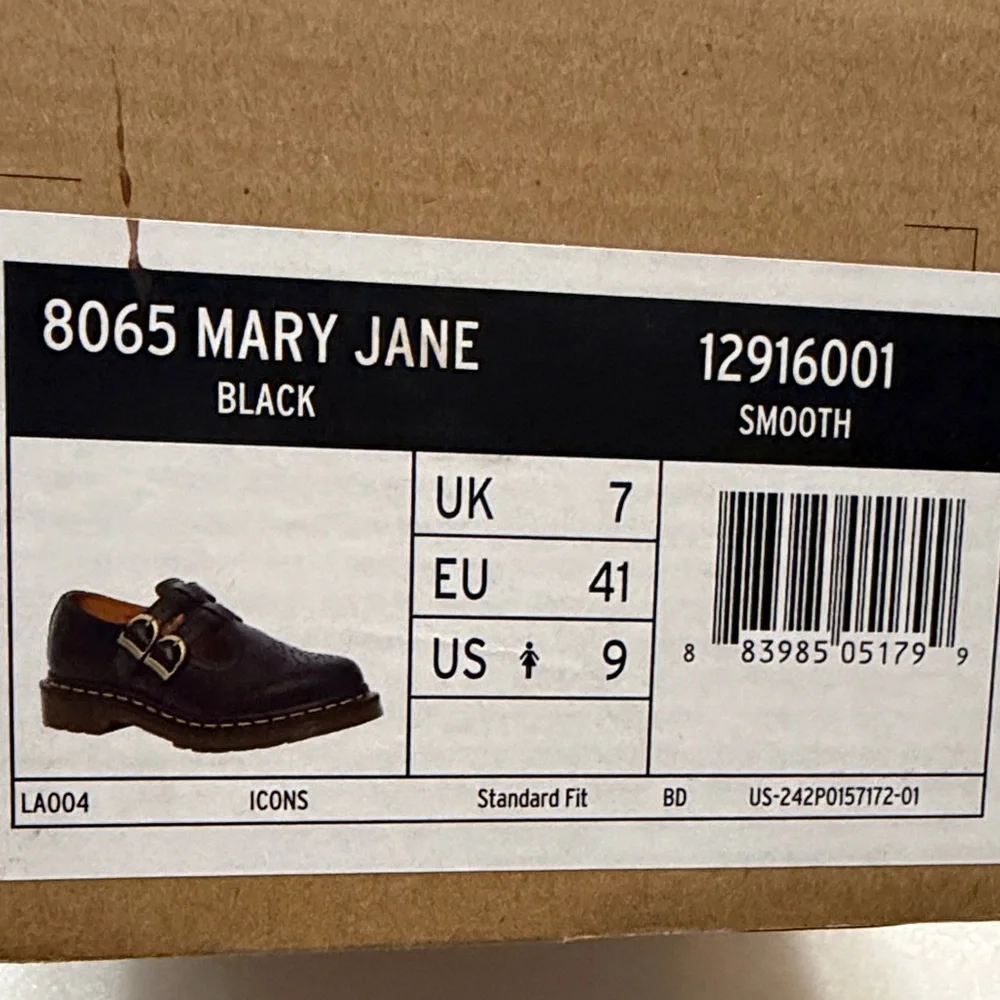 8065 MARY JANE
BLACK
12916001
SMOOTH
UK 7
EU 41
US 9
8 83985 05179 9
LA004 ICONS Standard Fit BD US-242P0157172-01